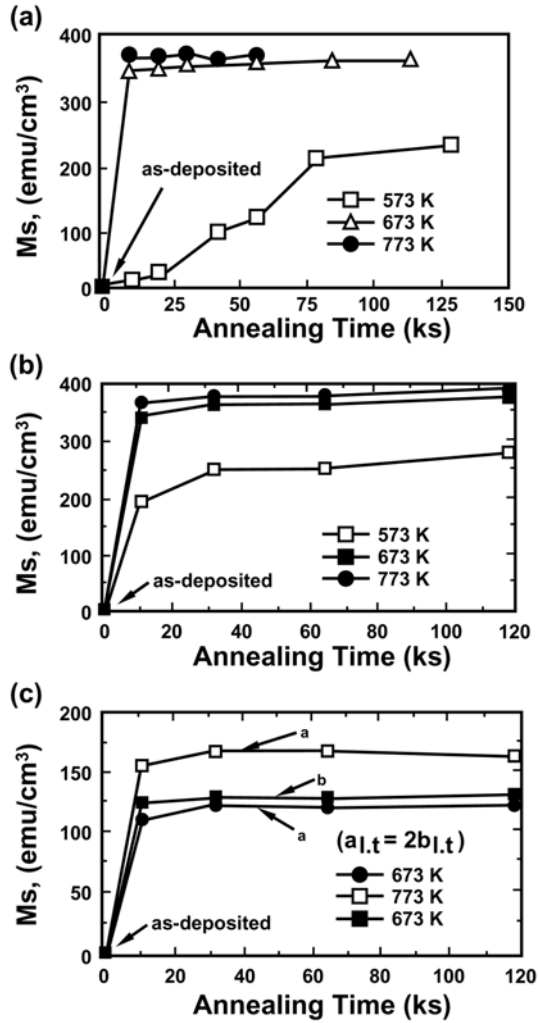 (a)
400
300
200
100
0
Ms, (emu/cm³)
as-deposited
573 K
673 K
773 K
0 25 50 75 100 125 150
Annealing Time (ks)
(b)
400
300
200
100
0
Ms, (emu/cm³)
573 K
673 K
773 K
as-deposited
0 20 40 60 80 100 120
Annealing Time (ks)
(c)
200
150
100
50
0
Ms, (emu/cm³)
a
b
a
(a l.t = 2b l.t)
673 K
773 K
673 K
as-deposited
0 20 40 60 80 100 120
Annealing Time (ks)